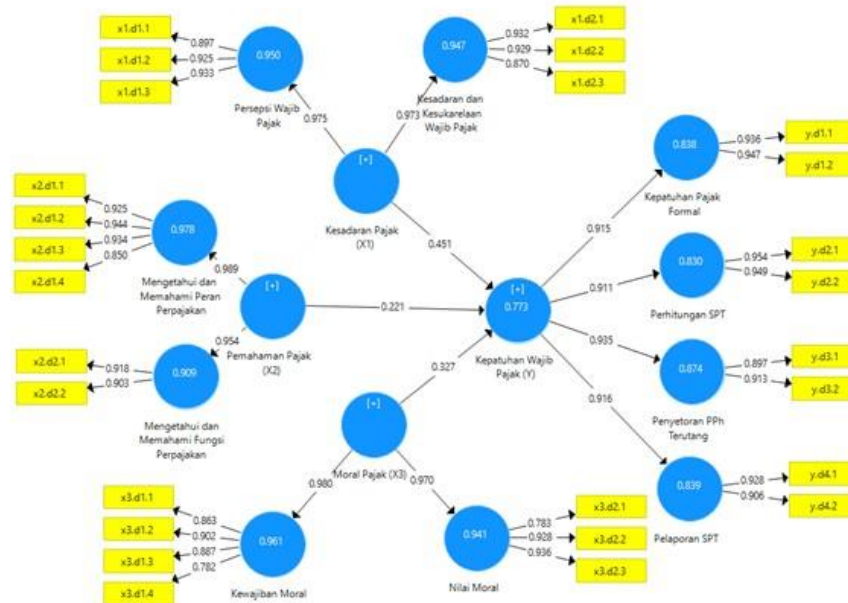 x1.d1.1
x1.d1.2
x1.d1.3
0.897
0.925
0.933
0.950
Persepsi Wajib
Pajak
0.975
0.947
Kesadaran dan
Kesukarelaan
Wajib Pajak
0.973
0.932
0.929
0.870
x1.d2.1
x1.d2.2
x1.d2.3
[+]
Kesadaran Pajak
(X1)
0.451
x2.d1.1
x2.d1.2
x2.d1.3
x2.d1.4
0.925
0.944
0.934
0.850
0.978
Mengetahui dan
Memahami Peran
Perpajakan
0.989
[+]
Pemahaman Pajak
(X2)
0.221
0.954
x2.d2.1
x2.d2.2
0.918
0.903
0.909
Mengetahui dan
Memahami Fungsi
Perpajakan
[+]
0.773
Kepatuhan Wajib
Pajak (Y)
0.915
0.911
0.935
0.916
0.838
Kepatuhan Pajak
Formal
0.936
0.947
y.d1.1
y.d1.2
0.830
Perhitungan SPT
0.954
0.949
y.d2.1
y.d2.2
0.874
Penyetoran PPh
Terutang
0.897
0.913
y.d3.1
y.d3.2
0.839
Pelaporan SPT
0.928
0.906
y.d4.1
y.d4.2
0.327
[+]
Moral Pajak (X3)
0.980
0.970
x3.d1.1
x3.d1.2
x3.d1.3
x3.d1.4
0.863
0.902
0.887
0.782
0.961
Kewajiban Moral
0.941
Nilai Moral
0.783
0.928
0.936
x3.d2.1
x3.d2.2
x3.d2.3